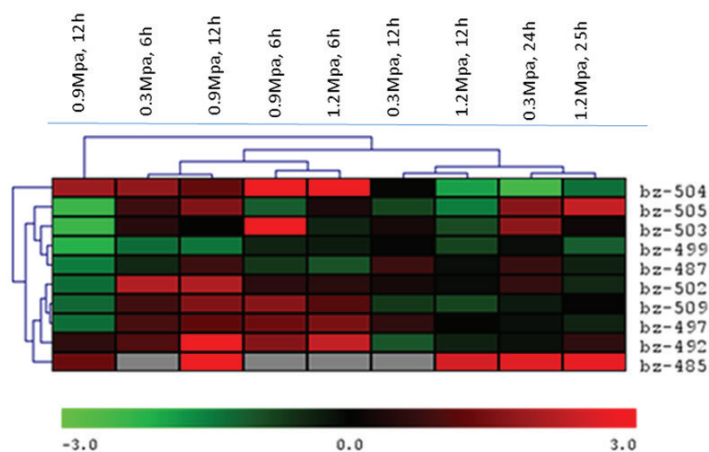 0.9Mpa, 12h
0.3Mpa, 6h
0.9Mpa, 12h
0.9Mpa, 6h
1.2Mpa, 6h
0.3Mpa, 12h
1.2Mpa, 12h
0.3Mpa, 24h
1.2Mpa, 25h
bz-504
bz-505
bz-503
bz-499
bz-487
bz-502
bz-509
bz-497
bz-492
bz-485
-3.0 0.0 3.0